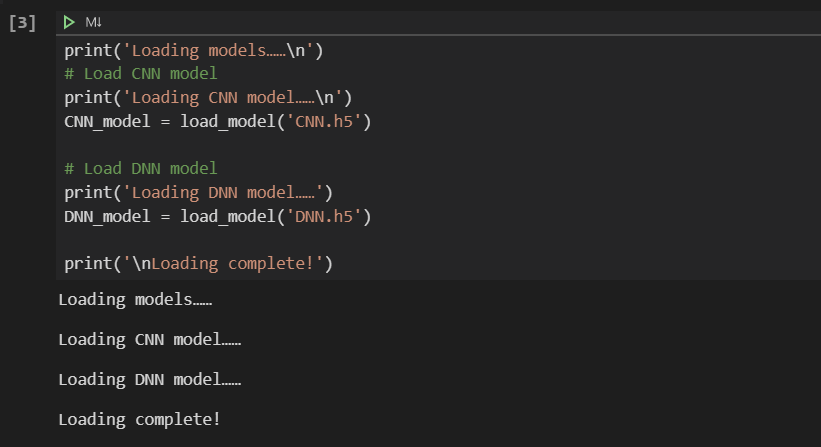 [3]
M↓
print('Loading models……\n')
# Load CNN model
print('Loading CNN model……\n')
CNN_model = load_model('CNN.h5')
# Load DNN model
print('Loading DNN model……')
DNN_model = load_model('DNN.h5')
print('\nLoading complete!')
Loading models……
Loading CNN model……
Loading DNN model……
Loading complete!